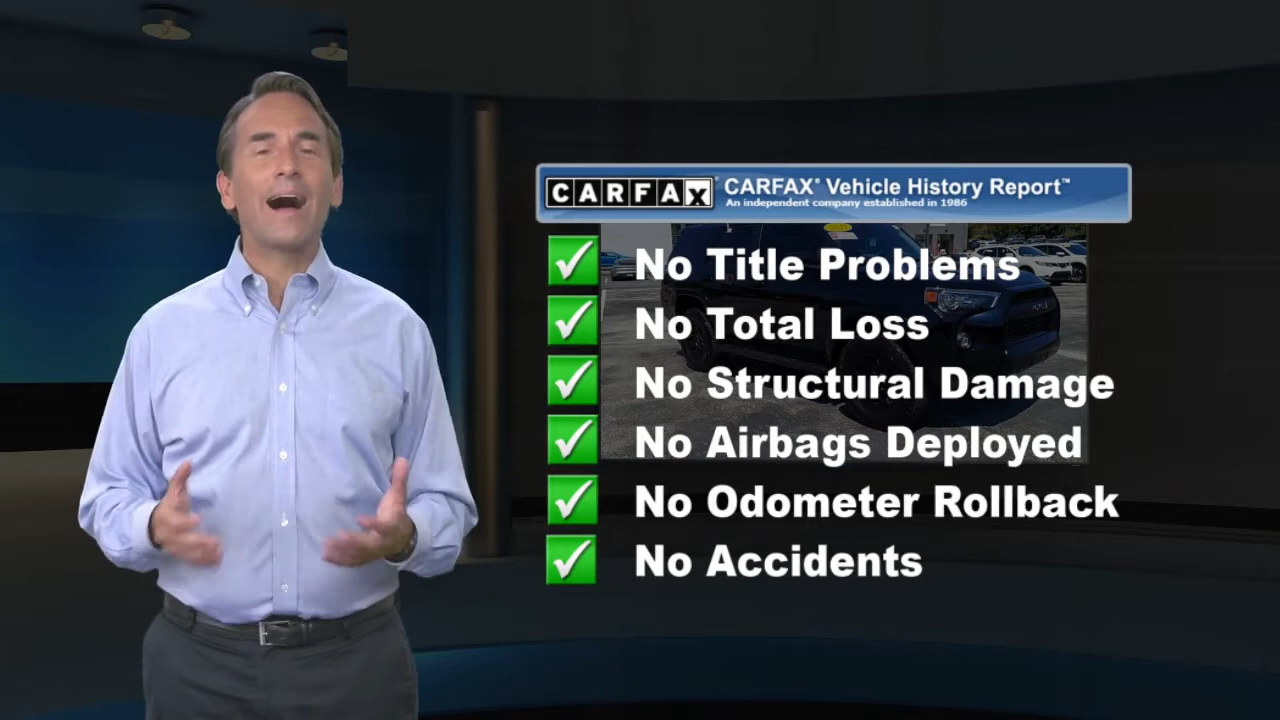 CARFAX® CARFAX® Vehicle History Report™
An independent company established in 1986
No Title Problems
No Total Loss
No Structural Damage
No Airbags Deployed
No Odometer Rollback
No Accidents